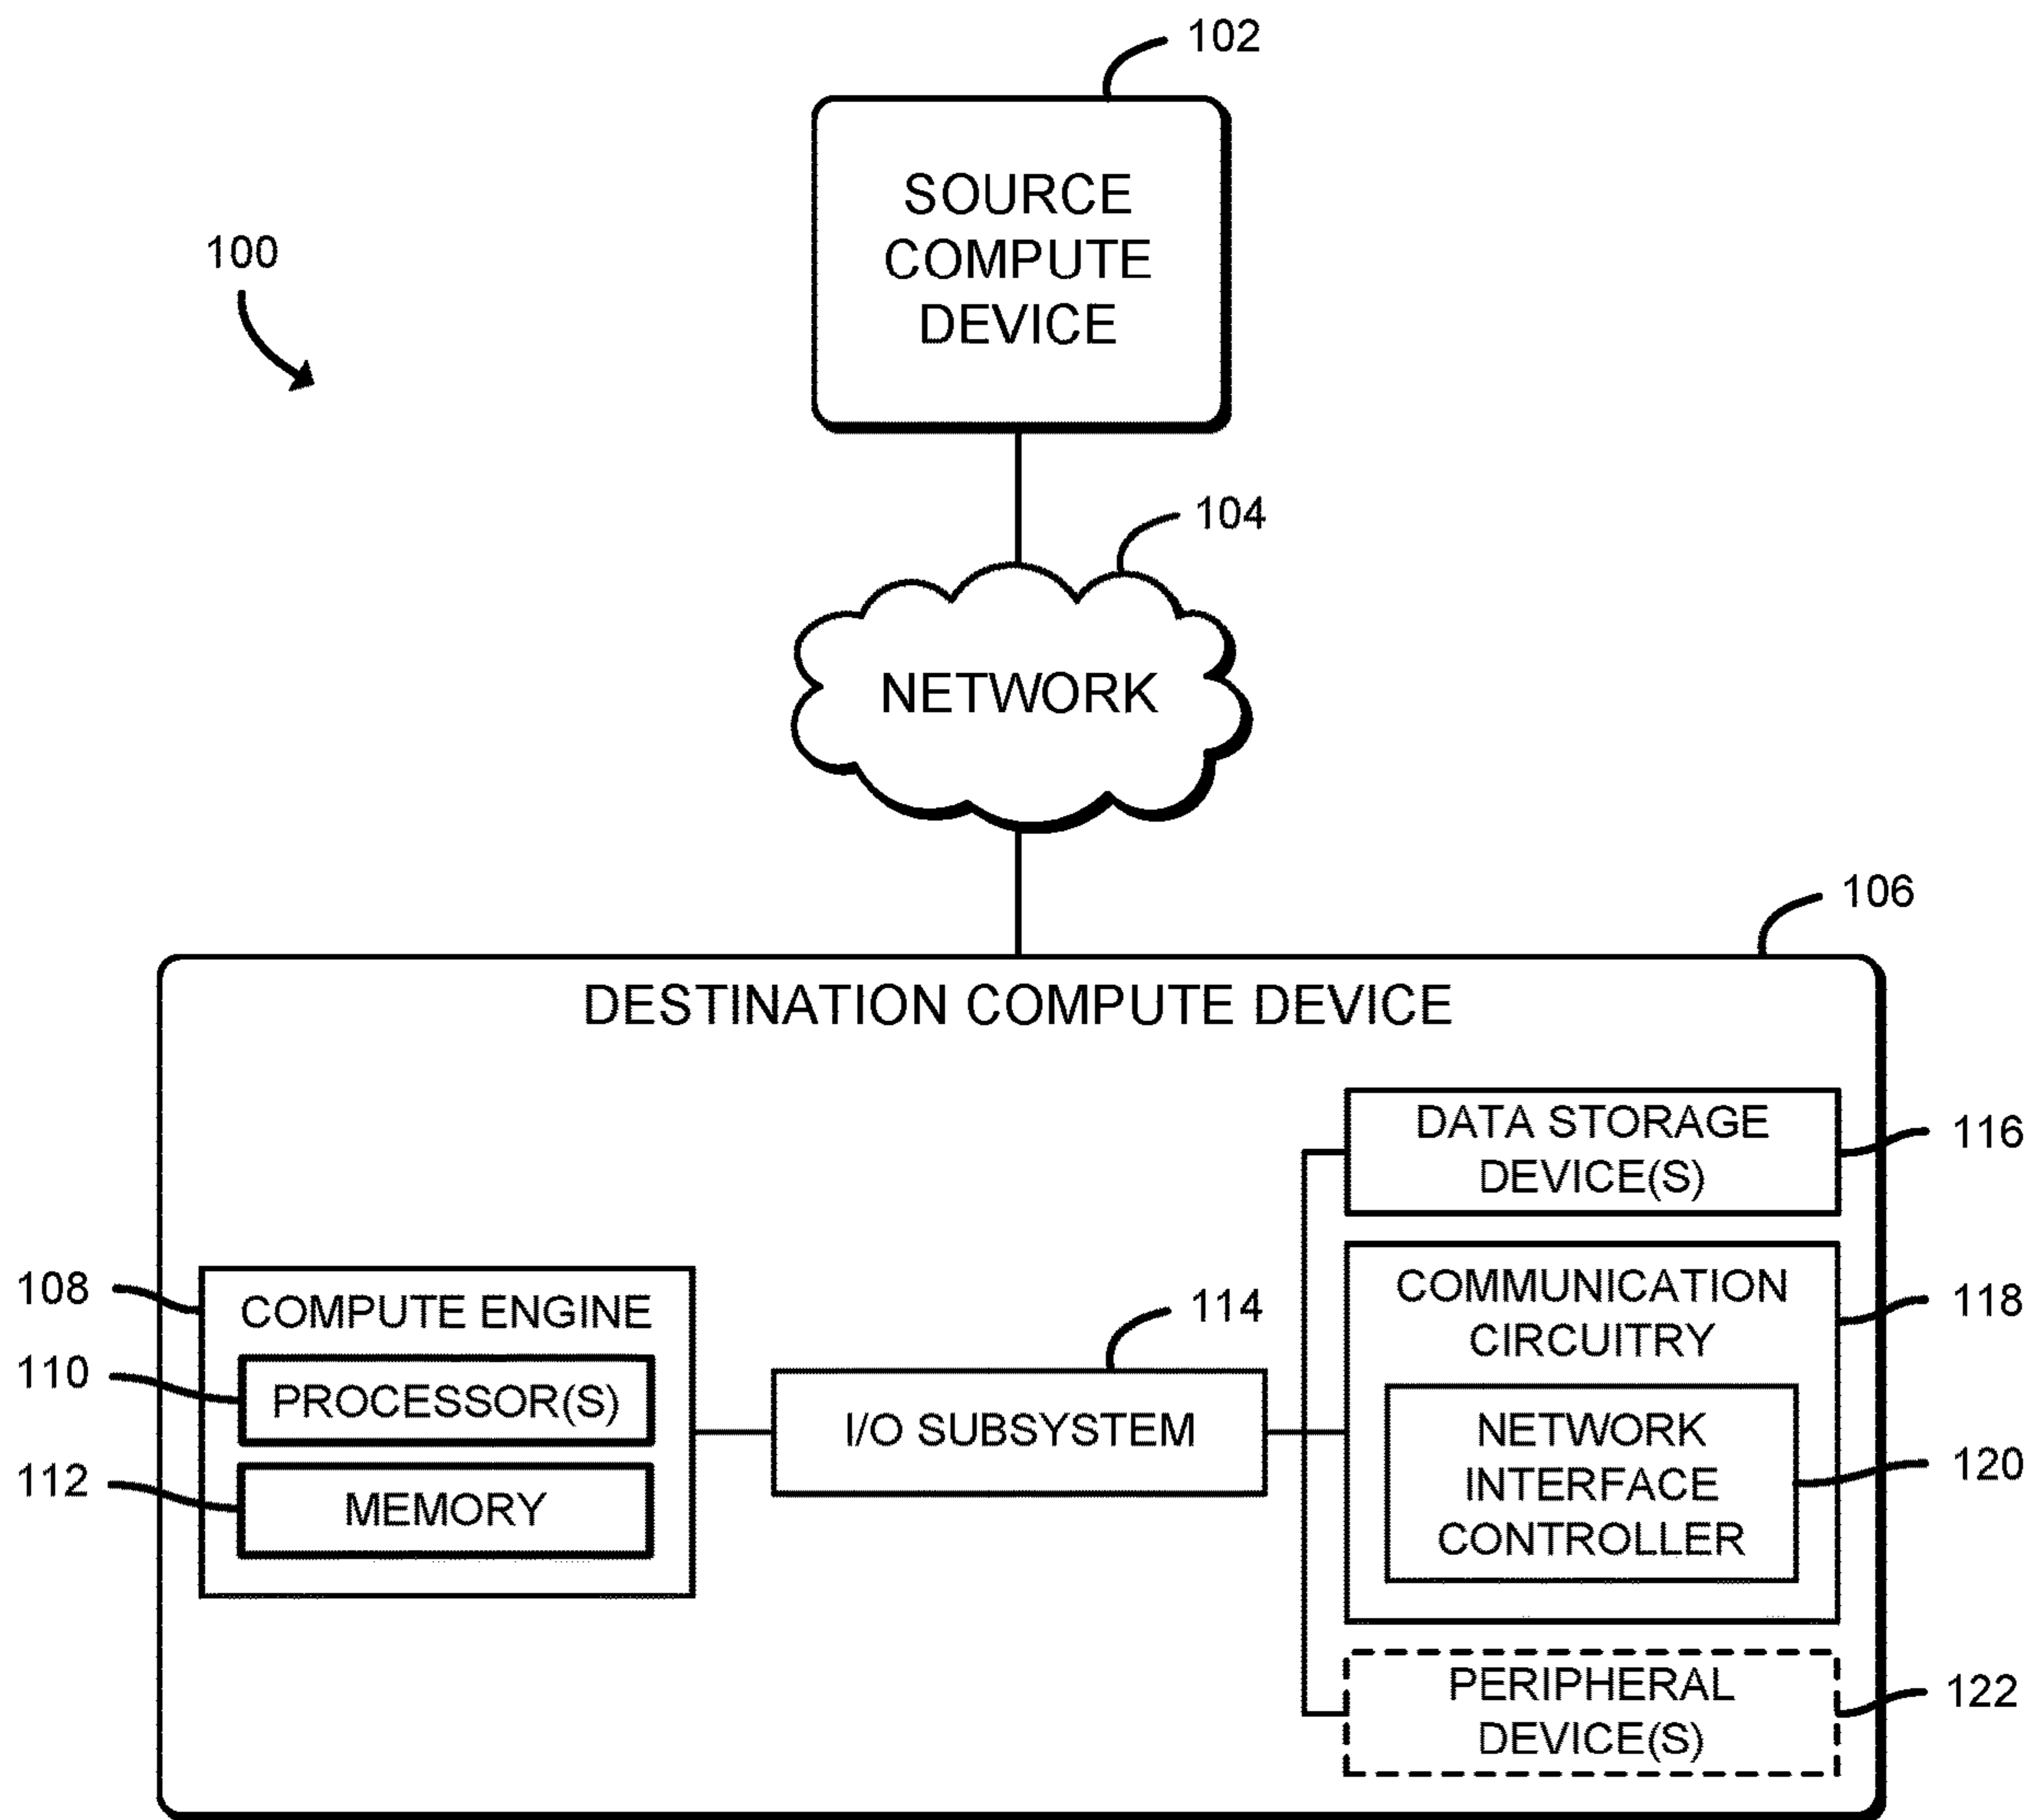 102
SOURCE
COMPUTE
DEVICE
100
104
NETWORK
106
DESTINATION COMPUTE DEVICE
DATA STORAGE
DEVICE(S)
116
108
COMPUTE ENGINE
110
PROCESSOR(S)
112
MEMORY
114
I/O SUBSYSTEM
COMMUNICATION
CIRCUITRY
118
NETWORK
INTERFACE
CONTROLLER
120
PERIPHERAL
DEVICE(S)
122